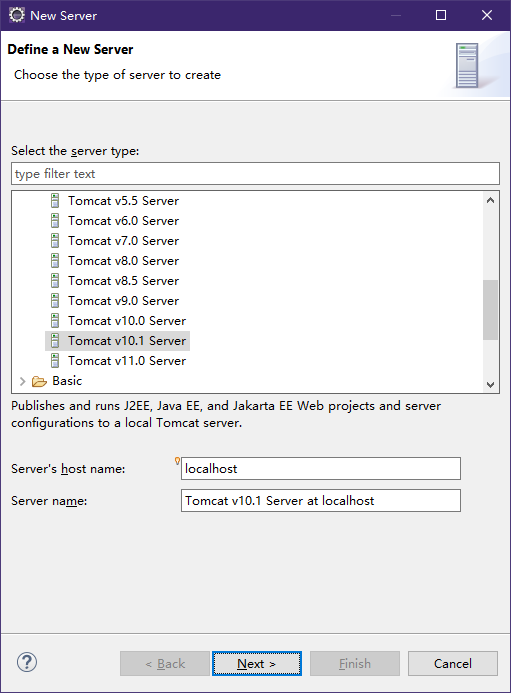 New Server
Define a New Server
Choose the type of server to create
Select the server type:
type filter text
Tomcat v5.5 Server
Tomcat v6.0 Server
Tomcat v7.0 Server
Tomcat v8.0 Server
Tomcat v8.5 Server
Tomcat v9.0 Server
Tomcat v10.0 Server
Tomcat v10.1 Server
Tomcat v11.0 Server
Basic
Publishes and runs J2EE, Java EE, and Jakarta EE Web projects and server
configurations to a local Tomcat server.
Server's host name: localhost
Server name: Tomcat v10.1 Server at localhost
? < Back Next > Finish Cancel